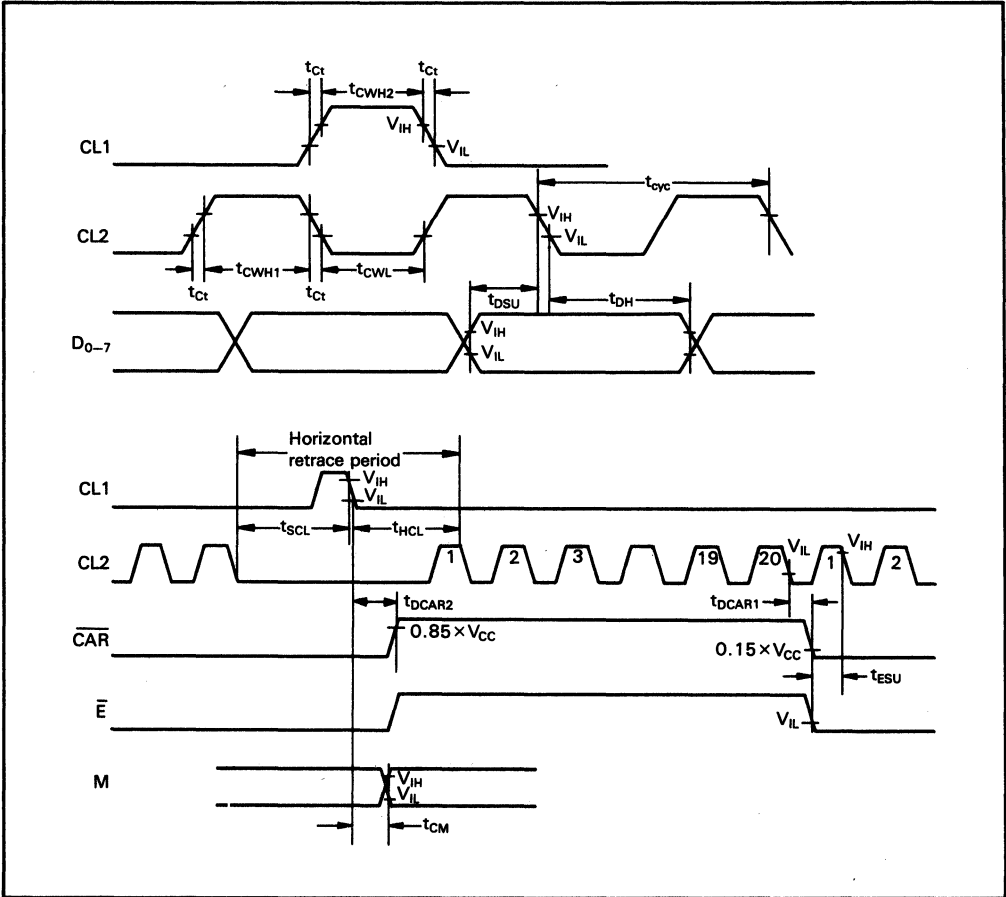 tCt tCt
tCWH2
CL1 VIH VIL
tcyc
CL2 VIH VIL
tCWH1 tCWL
tCt tCt
tDSU tDH
D0–7 VIH VIL
Horizontal
retrace period
CL1 VIH VIL
tSCL tHCL
CL2 1 2 3 19 20 VIL 1 VIH 2
tDCAR2 tDCAR1
CAR 0.85×VCC 0.15×VCC
tESU
E VIL
M VIH VIL
tCM